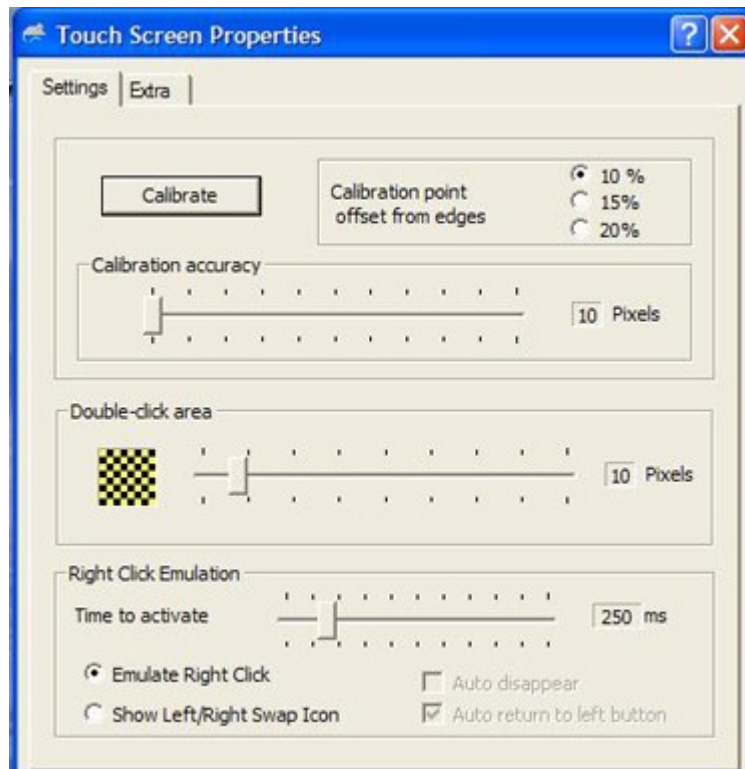 Touch Screen Properties
Settings Extra
Calibrate
Calibration point
offset from edges
10 %
15%
20%
Calibration accuracy
10 Pixels
Double-click area
10 Pixels
Right Click Emulation
Time to activate
250 ms
Emulate Right Click
Auto disappear
Show Left/Right Swap Icon
Auto return to left button